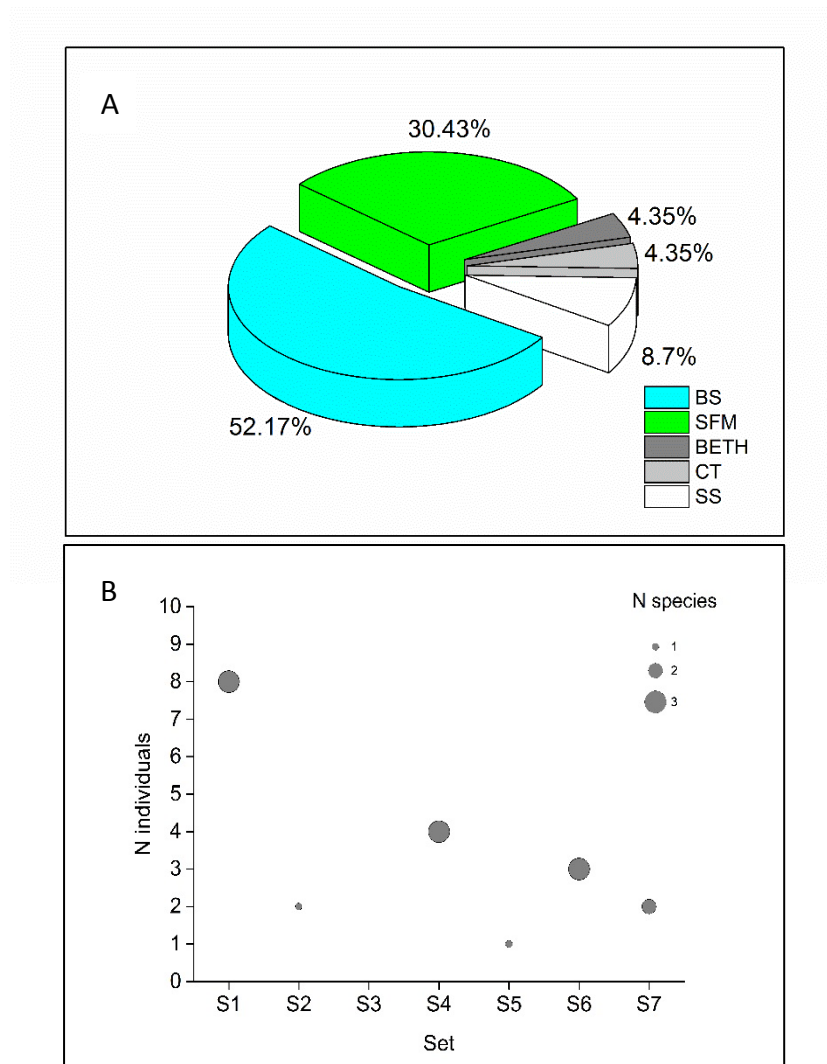 A
30.43%
4.35%
4.35%
8.7%
52.17%
BS
SFM
BETH
CT
SS
B
N species
1
2
3
N individuals
10
9
8
7
6
5
4
3
2
1
0
S1 S2 S3 S4 S5 S6 S7
Set